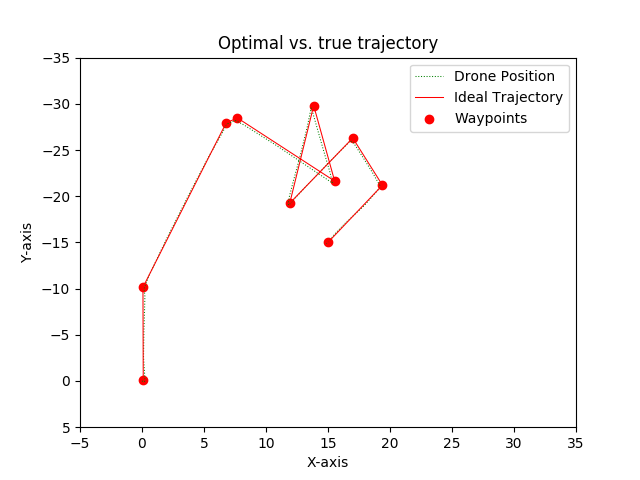 Optimal vs. true trajectory
Drone Position
Ideal Trajectory
Waypoints
Y-axis
−35
−30
−25
−20
−15
−10
−5
0
5
−5 0 5 10 15 20 25 30 35
X-axis